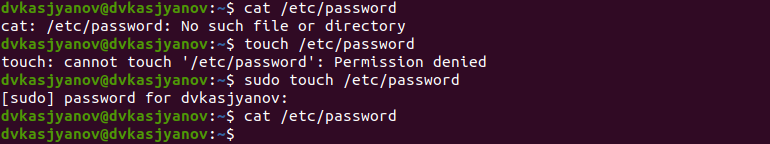 dvkasjyanov@dvkasjyanov:~$ cat /etc/password
cat: /etc/password: No such file or directory
dvkasjyanov@dvkasjyanov:~$ touch /etc/password
touch: cannot touch '/etc/password': Permission denied
dvkasjyanov@dvkasjyanov:~$ sudo touch /etc/password
[sudo] password for dvkasjyanov:
dvkasjyanov@dvkasjyanov:~$ cat /etc/password
dvkasjyanov@dvkasjyanov:~$